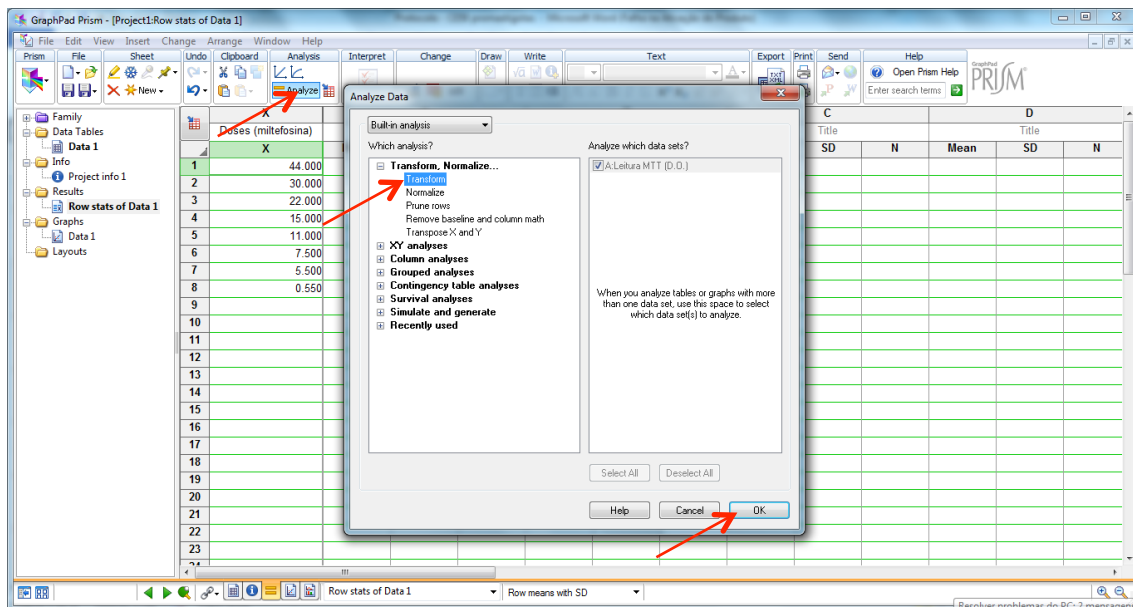 GraphPad Prism - [Project1:Row stats of Data 1]
File Edit View Insert Change Arrange Window Help
Prism File Sheet Undo Clipboard Analysis Interpret Change Draw Write Text Export Print Send Help
New
Analyze
Open Prism Help
Enter search terms
GraphPad PRISM
Family
Data Tables
Data 1
Info
Project info 1
Results
Row stats of Data 1
Graphs
Data 1
Layouts
X C D
Doses (miltefosina) Title Title
X SD N Mean SD N
1 44.000
2 30.000
3 22.000
4 15.000
5 11.000
6 7.500
7 5.500
8 0.550
9
10
11
12
13
14
15
16
17
18
19
20
21
22
23
Analyze Data
Built-in analysis
Which analysis?
Transform, Normalize...
Transform
Normalize
Prune rows
Remove baseline and column math
Transpose X and Y
XY analyses
Column analyses
Grouped analyses
Contingency table analyses
Survival analyses
Simulate and generate
Recently used
Analyze which data sets?
A:Leitura MTT (D.O.)
When you analyze tables or graphs with more
than one data set, use this space to select
which data set(s) to analyze.
Select All Deselect All
Help Cancel OK
Row stats of Data 1 Row means with SD
Resolver problemas do PC: 2 mensagens